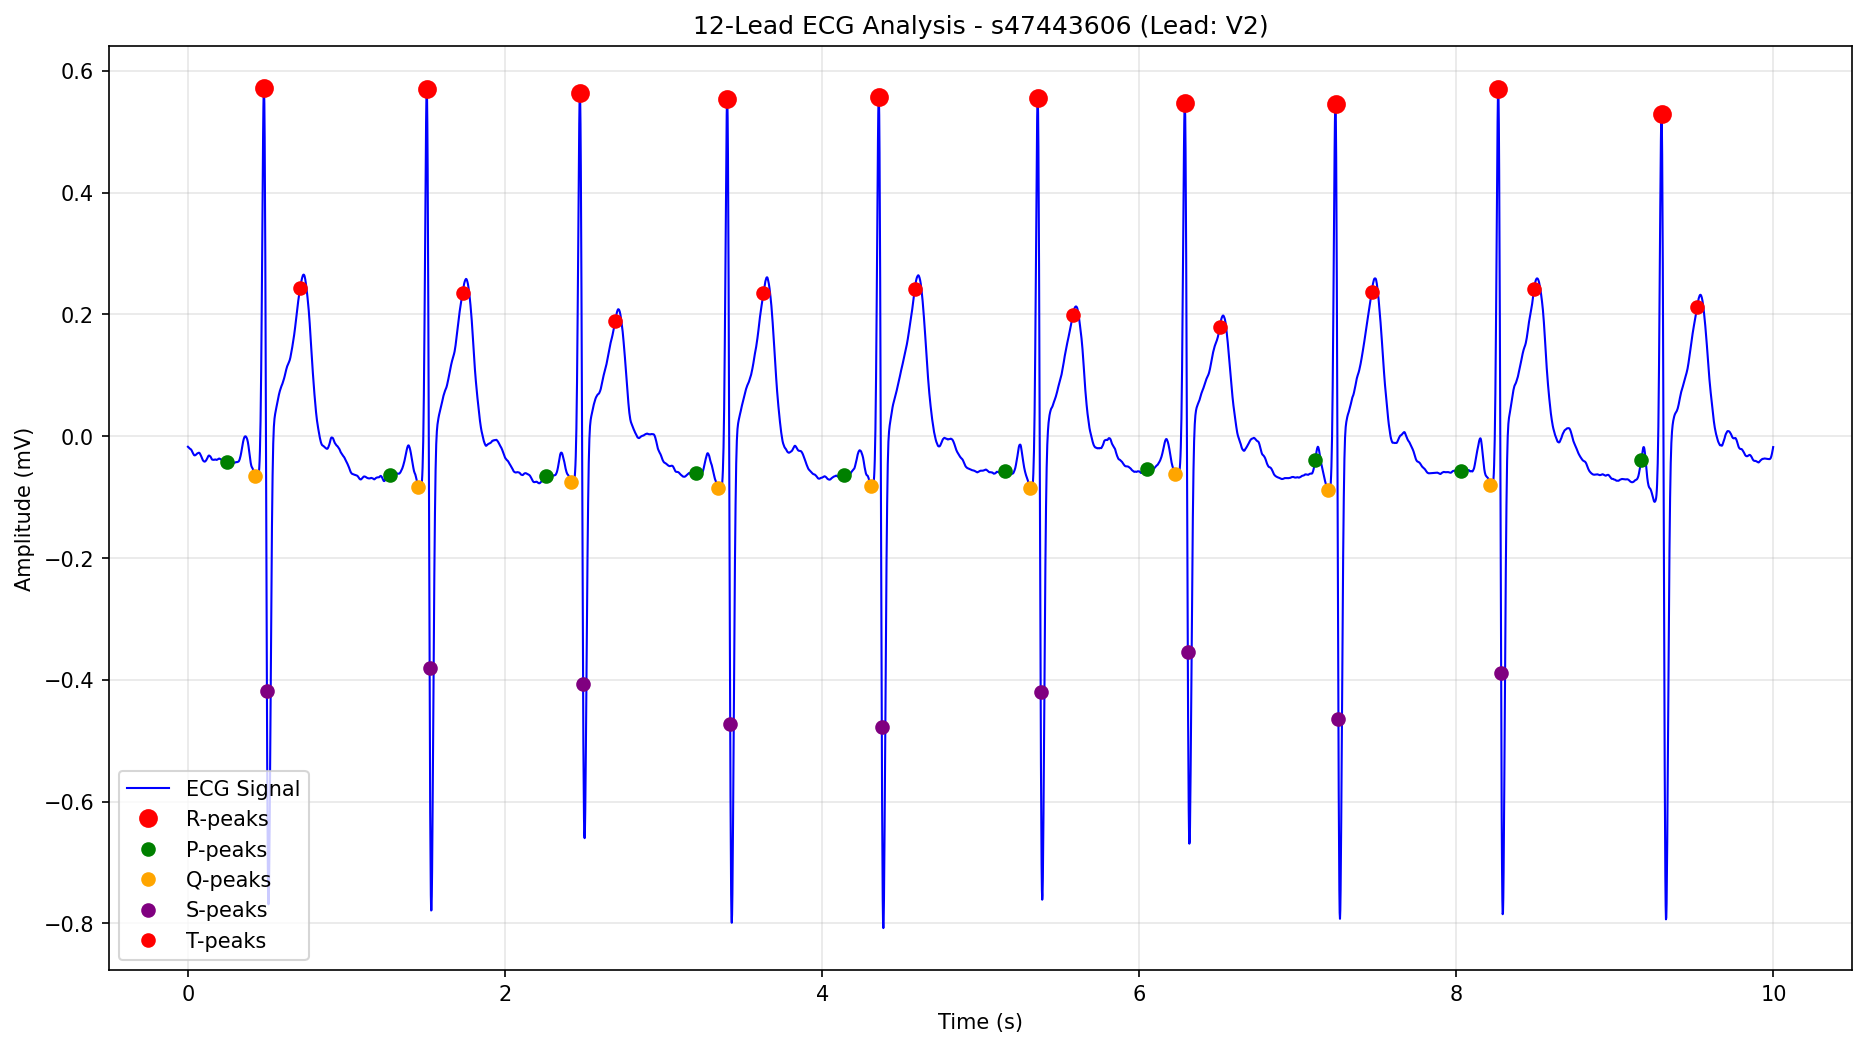 12-Lead ECG Analysis - s47443606 (Lead: V2)
Amplitude (mV)
0.6
0.4
0.2
0.0
−0.2
−0.4
−0.6
−0.8
ECG Signal
R-peaks
P-peaks
Q-peaks
S-peaks
T-peaks
0 2 4 6 8 10
Time (s)